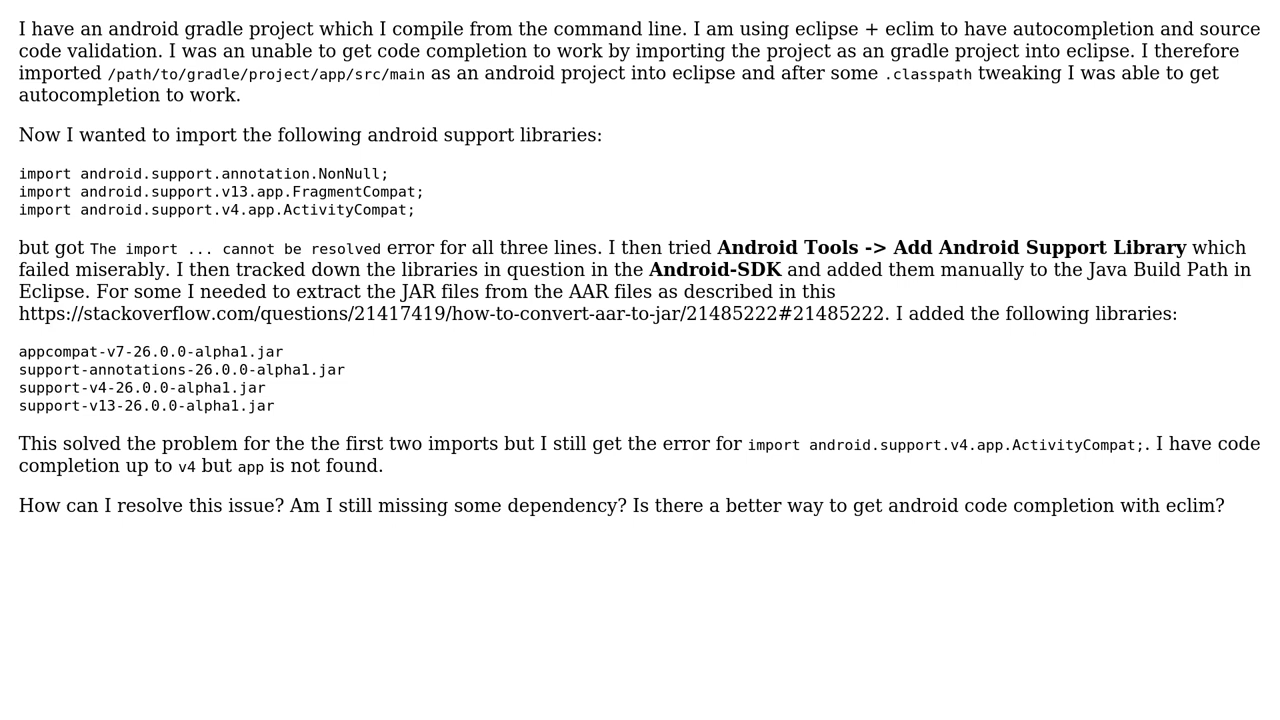 I have an android gradle project which I compile from the command line. I am using eclipse + eclim to have autocompletion and source
code validation. I was an unable to get code completion to work by importing the project as an gradle project into eclipse. I therefore
imported /path/to/gradle/project/app/src/main as an android project into eclipse and after some .classpath tweaking I was able to get
autocompletion to work.
Now I wanted to import the following android support libraries:
import android.support.annotation.NonNull;
import android.support.v13.app.FragmentCompat;
import android.support.v4.app.ActivityCompat;
but got The import ... cannot be resolved error for all three lines. I then tried Android Tools -> Add Android Support Library which
failed miserably. I then tracked down the libraries in question in the Android-SDK and added them manually to the Java Build Path in
Eclipse. For some I needed to extract the JAR files from the AAR files as described in this
https://stackoverflow.com/questions/21417419/how-to-convert-aar-to-jar/21485222#21485222. I added the following libraries:
appcompat-v7-26.0.0-alpha1.jar
support-annotations-26.0.0-alpha1.jar
support-v4-26.0.0-alpha1.jar
support-v13-26.0.0-alpha1.jar
This solved the problem for the the first two imports but I still get the error for import android.support.v4.app.ActivityCompat;. I have code
completion up to v4 but app is not found.
How can I resolve this issue? Am I still missing some dependency? Is there a better way to get android code completion with eclim?